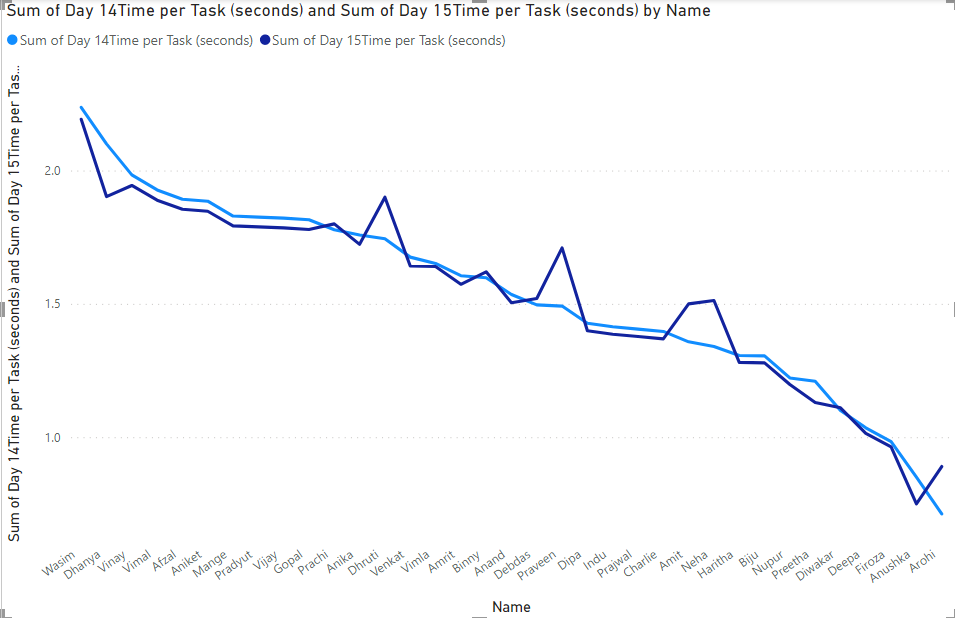 Sum of Day 14Time per Task (seconds) and Sum of Day 15Time per Task (seconds) by Name
Sum of Day 14Time per Task (seconds) Sum of Day 15Time per Task (seconds)
Sum of Day 14Time per Task (seconds) and Sum of Day 15Time per Tas...
2.0
1.5
1.0
Wasim Dhanya Vinay Vimal Afzal Aniket Mange Pradyut Vijay Gopal Prachi Anika Dhruti Venkat Vimla Amrit Binny Anand Debdas Praveen Dipa Indu Prajwal Charlie Amit Neha Haritha Biju Nupur Preetha Diwakar Deepa Firoza Anushka Arohi
Name